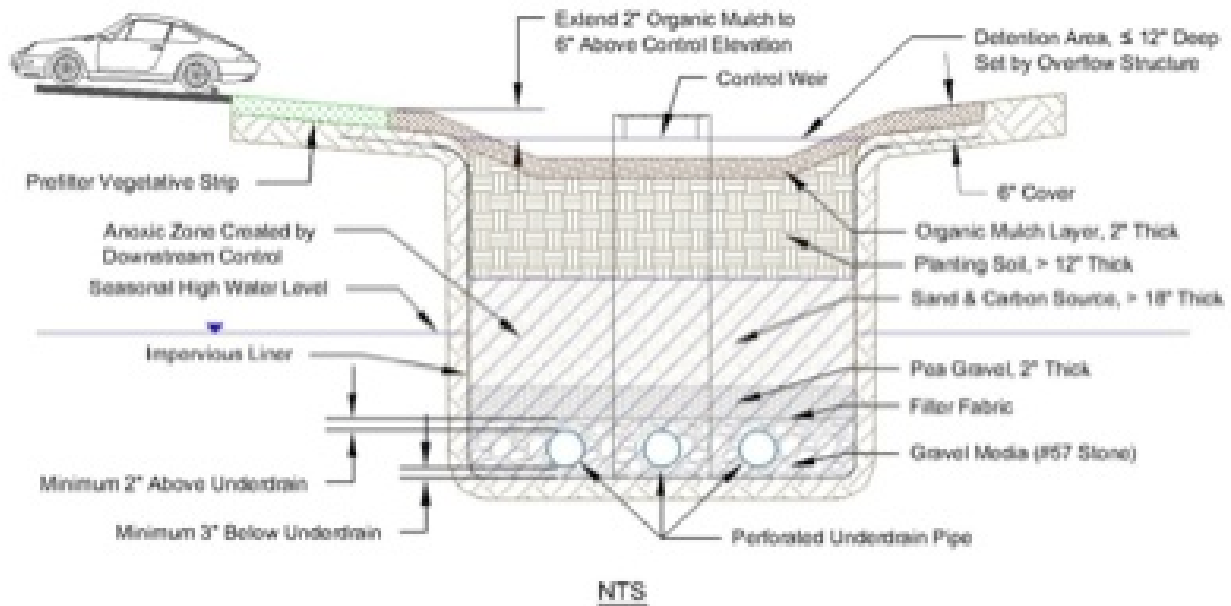 Extend 2" Organic Mulch to
6" Above Control Elevation
Detention Area, ≤ 12" Deep
Set by Overflow Structure
Control Weir
Prefilter Vegetative Strip
6" Cover
Anoxic Zone Created by
Downstream Control
Organic Mulch Layer, 2" Thick
Planting Soil, > 12" Thick
Seasonal High Water Level
Sand & Carbon Source, > 18" Thick
Impervious Liner
Pea Gravel, 2" Thick
Filter Fabric
Gravel Media (#57 Stone)
Minimum 2" Above Underdrain
Minimum 3" Below Underdrain
Perforated Underdrain Pipe
NTS